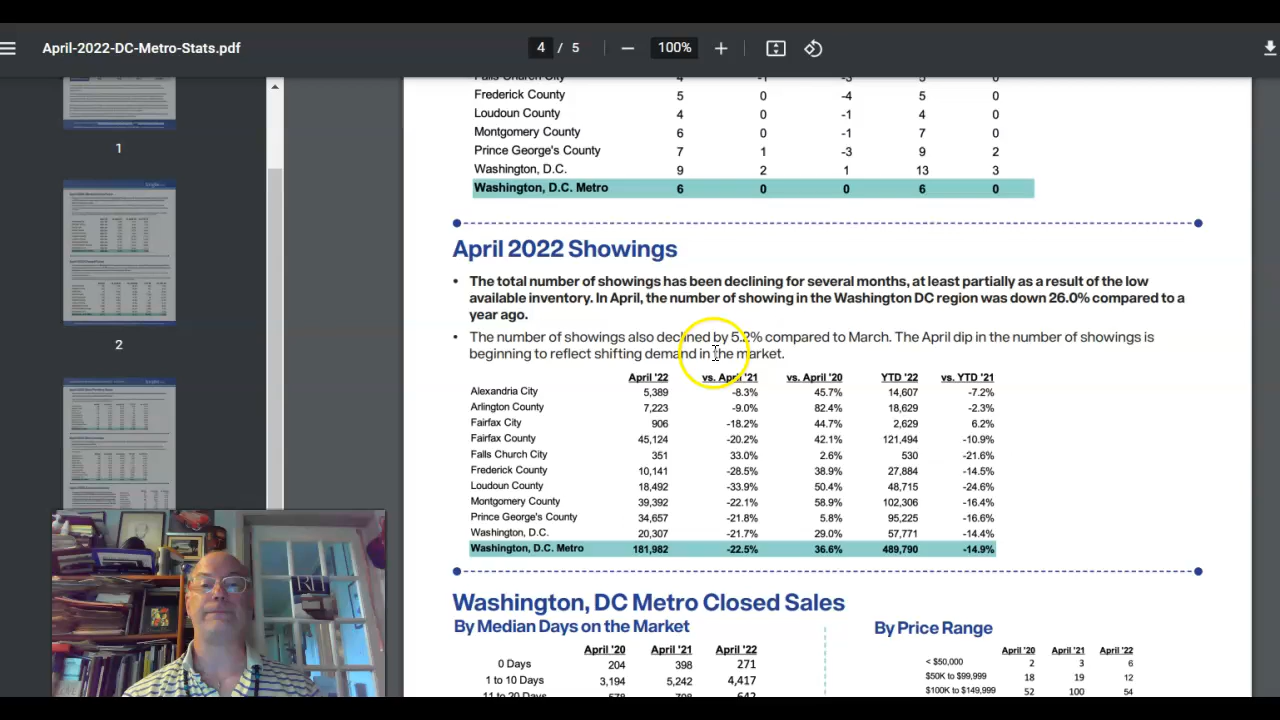 April-2022-DC-Metro-Stats.pdf 4 / 5 100%
1
2
Falls Church City 4 -1 -3 5 0
Frederick County 5 0 -4 5 0
Loudoun County 4 0 -1 4 0
Montgomery County 6 0 -1 7 0
Prince George's County 7 1 -3 9 2
Washington, D.C. 9 2 1 13 3
Washington, D.C. Metro 6 0 0 6 0
April 2022 Showings
• The total number of showings has been declining for several months, at least partially as a result of the low
available inventory. In April, the number of showing in the Washington DC region was down 26.0% compared to a
year ago.
• The number of showings also declined by 5.2% compared to March. The April dip in the number of showings is
beginning to reflect shifting demand in the market.
April '22 vs. April '21 vs. April '20 YTD '22 vs. YTD '21
Alexandria City 5,389 -8.3% 45.7% 14,607 -7.2%
Arlington County 7,223 -9.0% 82.4% 18,629 -2.3%
Fairfax City 906 -18.2% 44.7% 2,629 6.2%
Fairfax County 45,124 -20.2% 42.1% 121,494 -10.9%
Falls Church City 351 33.0% 2.6% 530 -21.6%
Frederick County 10,141 -28.5% 38.9% 27,884 -14.5%
Loudoun County 18,492 -33.9% 50.4% 48,715 -24.6%
Montgomery County 39,392 -22.1% 58.9% 102,306 -16.4%
Prince George's County 34,657 -21.8% 5.8% 95,225 -16.6%
Washington, D.C. 20,307 -21.7% 29.0% 57,771 -14.4%
Washington, D.C. Metro 181,982 -22.5% 36.6% 489,790 -14.9%
Washington, DC Metro Closed Sales
By Median Days on the Market
April '20 April '21 April '22
0 Days 204 398 271
1 to 10 Days 3,194 5,242 4,417
11 to 20 Days 578 708 642
By Price Range
April '20 April '21 April '22
< $50,000 2 3 6
$50K to $99,999 18 19 12
$100K to $149,999 52 100 54